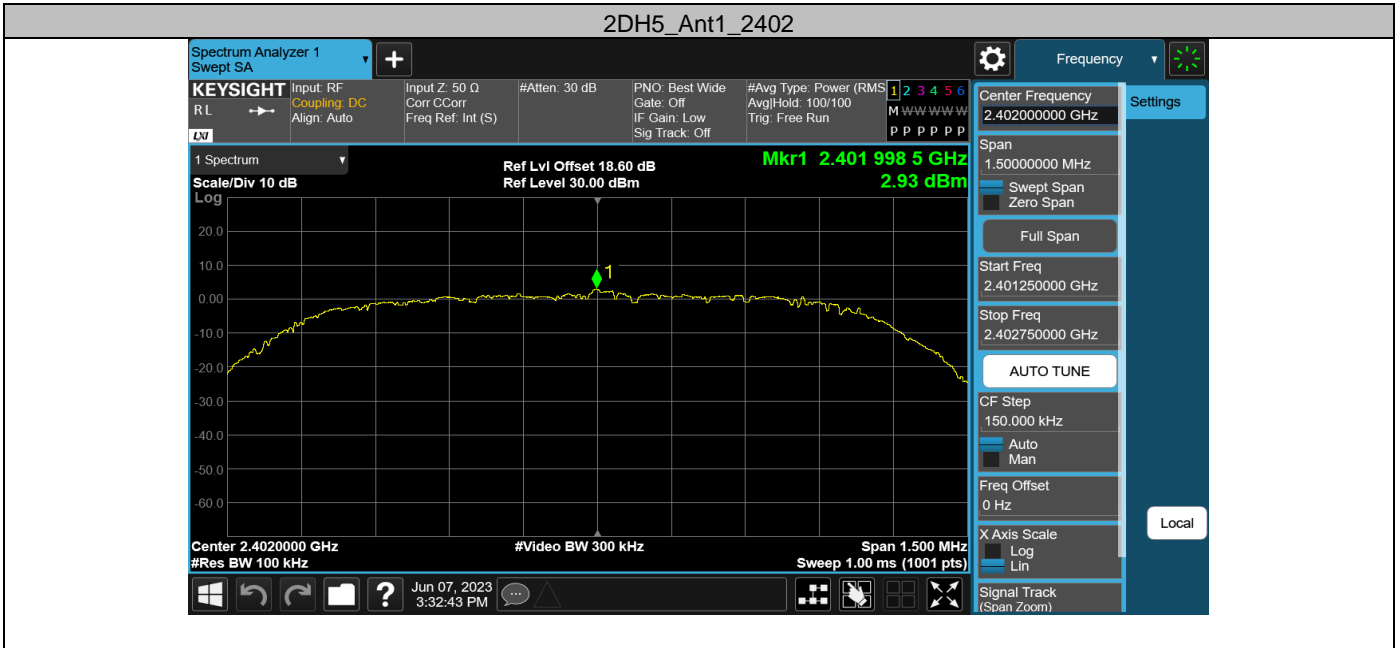 2DH5_Ant1_2402
Spectrum Analyzer 1
Swept SA
+
Frequency
KEYSIGHT
R L
LXI
Input: RF
Coupling: DC
Align: Auto
Input Z: 50 Ω
Corr CCorr
Freq Ref: Int (S)
#Atten: 30 dB
PNO: Best Wide
Gate: Off
IF Gain: Low
Sig Track: Off
#Avg Type: Power (RMS
Avg|Hold: 100/100
Trig: Free Run
1 2 3 4 5 6
M W W W W W
P P P P P P
1 Spectrum
Scale/Div 10 dB
Log
Ref Lvl Offset 18.60 dB
Ref Level 30.00 dBm
Mkr1 2.401 998 5 GHz
2.93 dBm
20.0
10.0
0.00
-10.0
-20.0
-30.0
-40.0
-50.0
-60.0
1
Center 2.4020000 GHz
#Res BW 100 kHz
#Video BW 300 kHz
Span 1.500 MHz
Sweep 1.00 ms (1001 pts)
Center Frequency
2.402000000 GHz
Span
1.50000000 MHz
Swept Span
Zero Span
Full Span
Start Freq
2.401250000 GHz
Stop Freq
2.402750000 GHz
AUTO TUNE
CF Step
150.000 kHz
Auto
Man
Freq Offset
0 Hz
X Axis Scale
Log
Lin
Signal Track
(Span Zoom)
Settings
Local
?
Jun 07, 2023
3:32:43 PM